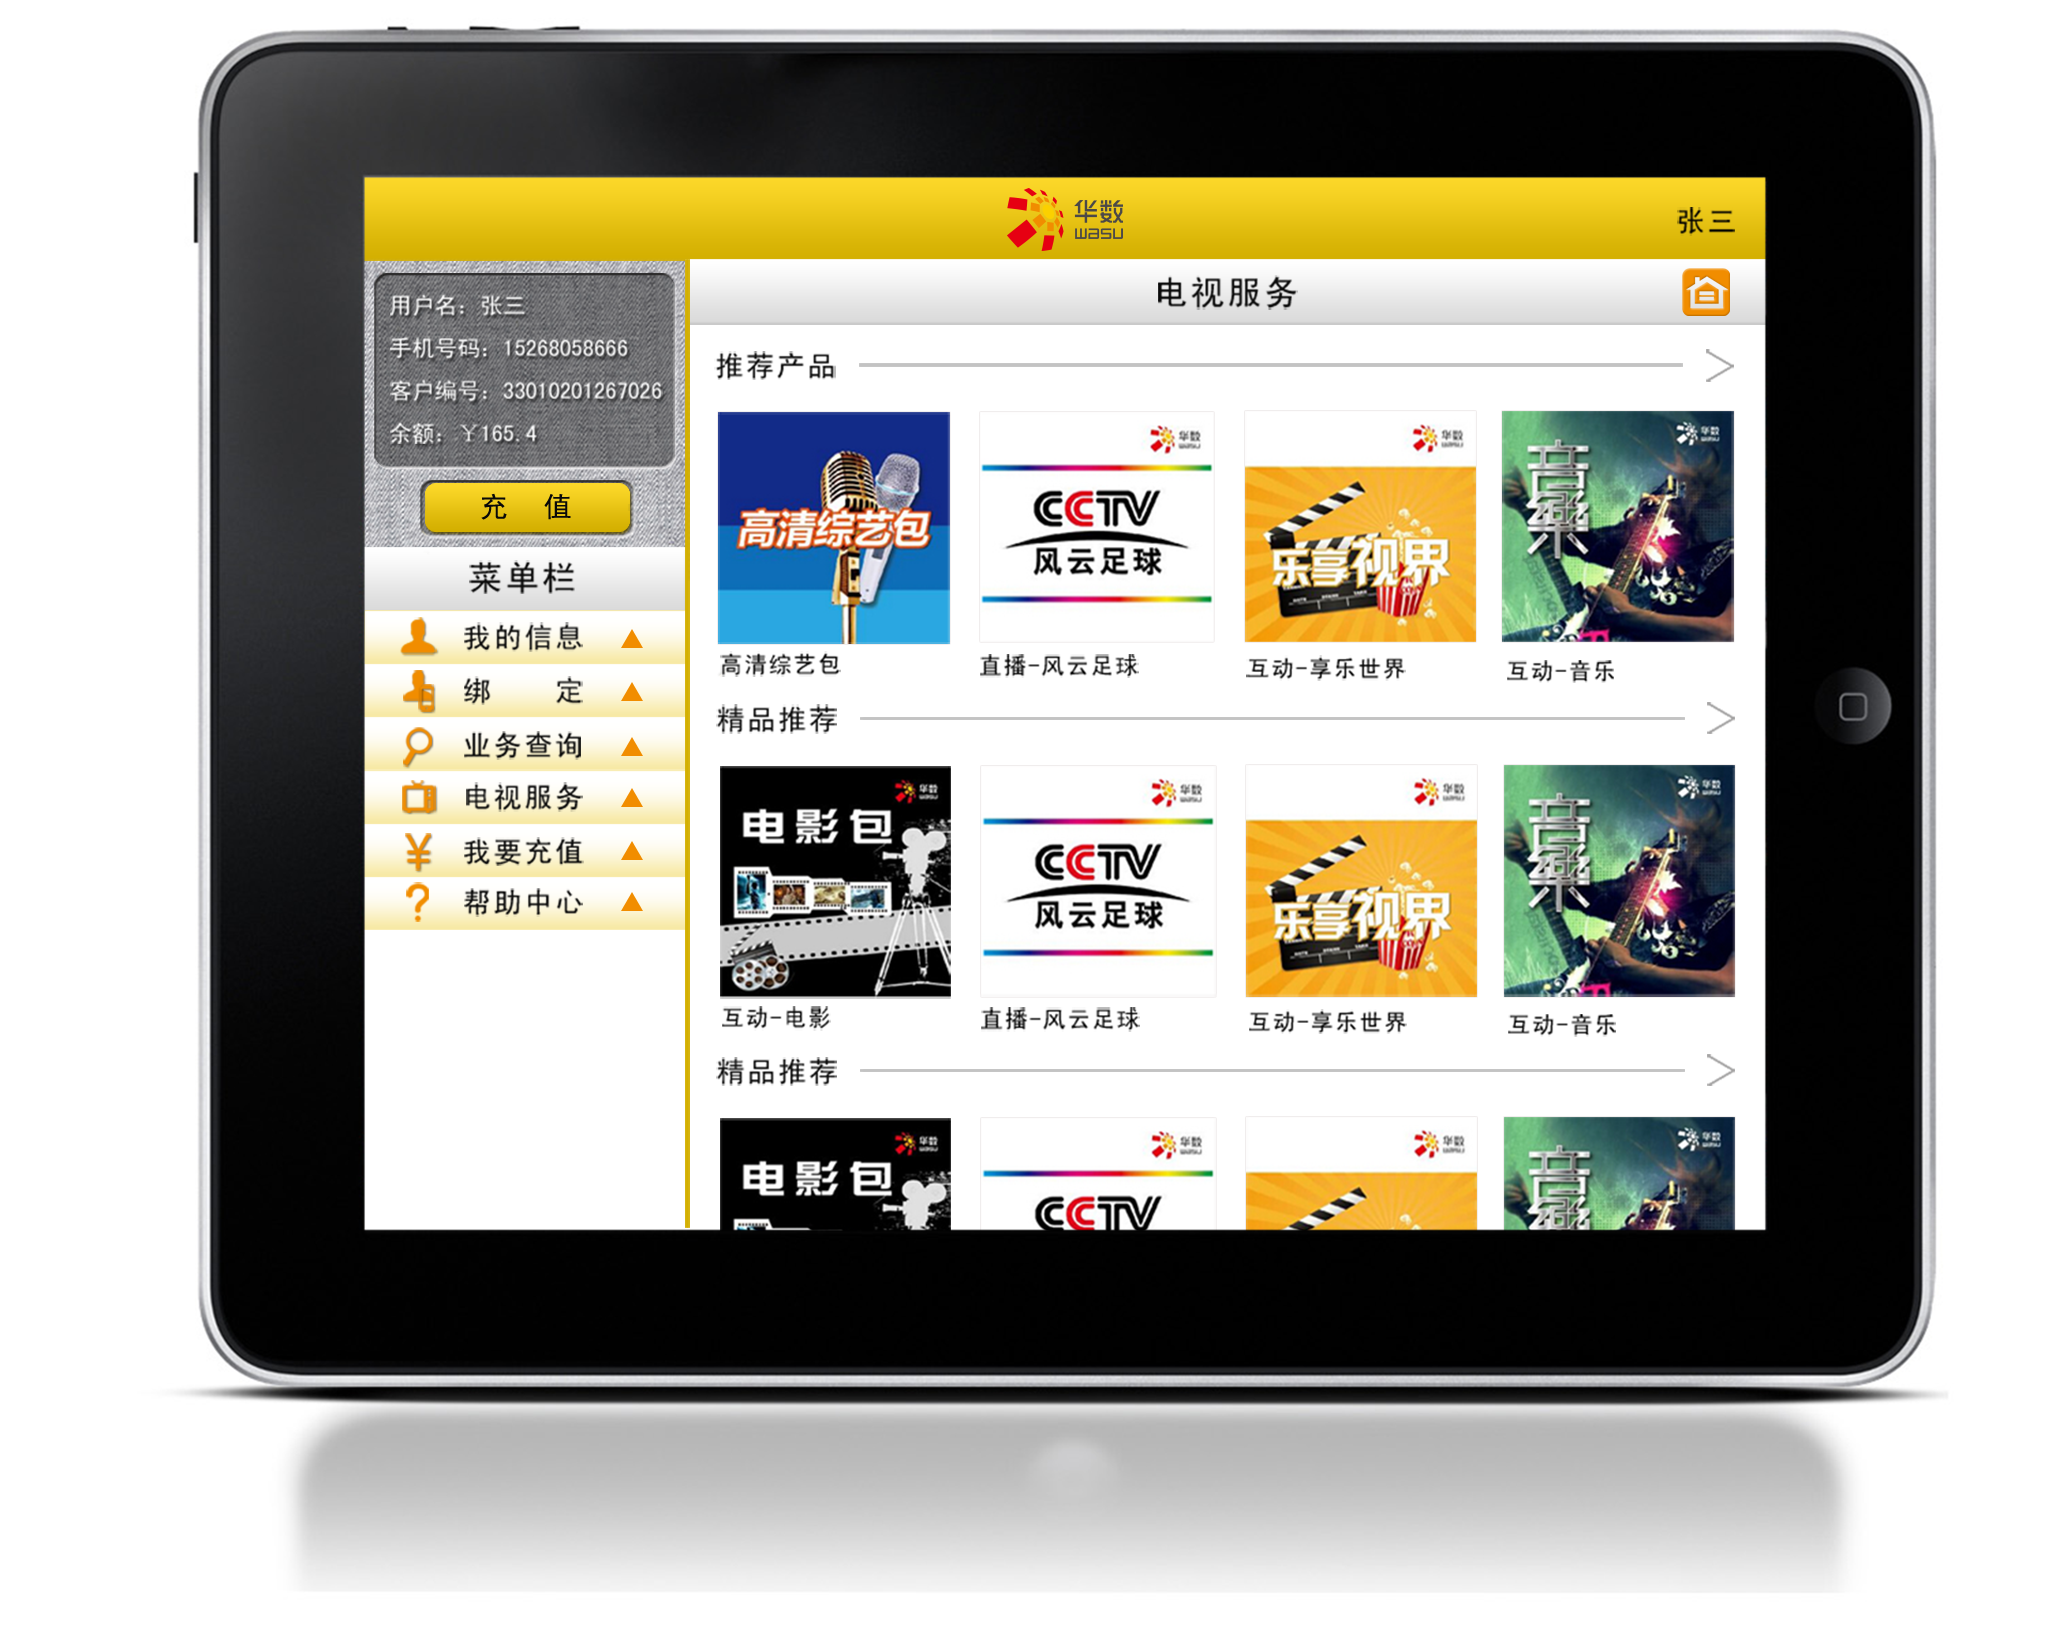 华数
wasu
张三
用户名：张三
手机号码：15268058666
客户编号：33010201267026
余额：￥165.4
充 值
菜单栏
我的信息
绑 定
业务查询
电视服务
我要充值
帮助中心
电视服务
推荐产品
高清综艺包
华数
wasu
CCTV
风云足球
华数
wasu
乐享视界
华数
wasu
音樂
高清综艺包
直播-风云足球
互动-享乐世界
互动-音乐
精品推荐
华数
wasu
电影包
华数
wasu
CCTV
风云足球
华数
wasu
乐享视界
华数
wasu
音樂
互动-电影
直播-风云足球
互动-享乐世界
互动-音乐
精品推荐
华数
wasu
电影包
华数
wasu
CCTV
华数
wasu
华数
wasu
音